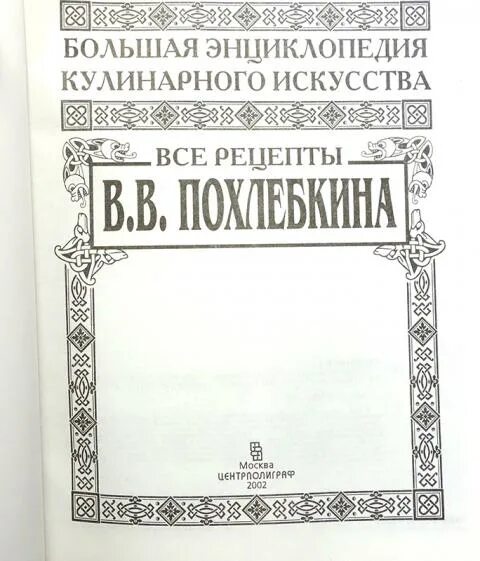 БОЛЬШАЯ ЭНЦИКЛОПЕДИЯ
КУЛИНАРНОГО ИСКУССТВА
ВСЕ РЕЦЕПТЫ
В.В. ПОХЛЕБКИНА
Москва
ЦЕНТРПОЛИГРАФ
2002